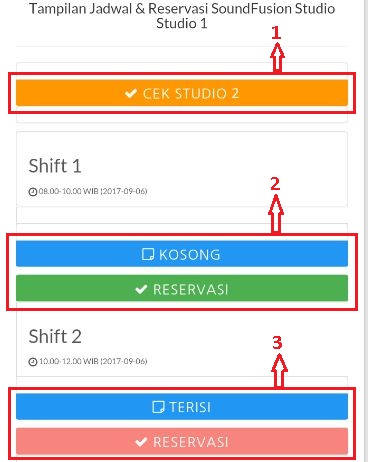 Tampilan Jadwal & Reservasi SoundFusion Studio
Studio 1
1
CEK STUDIO 2
Shift 1
08.00-10.00 WIB (2017-09-06)
2
KOSONG
RESERVASI
Shift 2
10.00-12.00 WIB (2017-09-06)
3
TERISI
RESERVASI